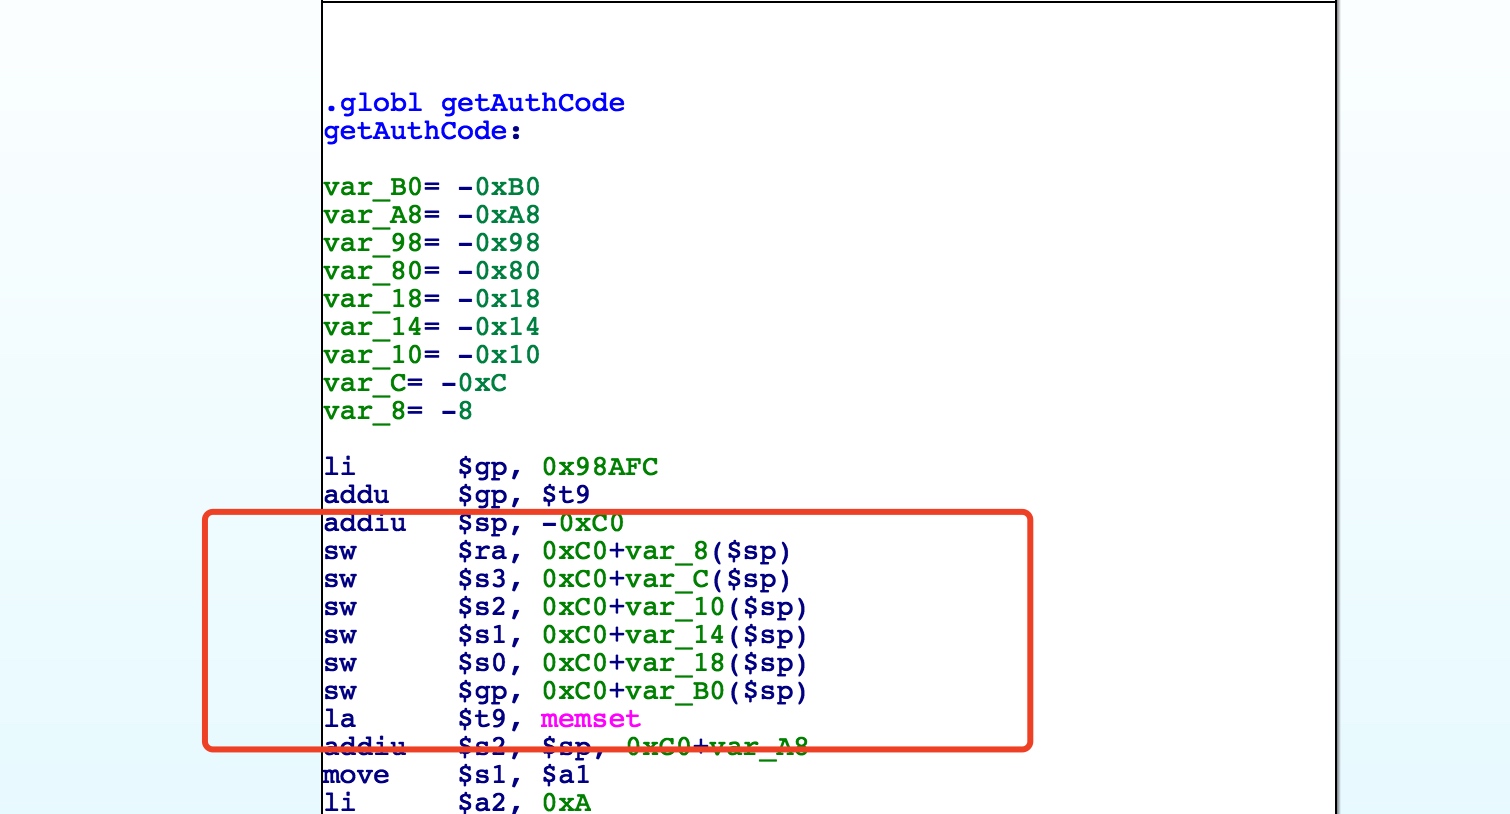 .globl getAuthCode
getAuthCode:
var_B0= -0xB0
var_A8= -0xA8
var_98= -0x98
var_80= -0x80
var_18= -0x18
var_14= -0x14
var_10= -0x10
var_C= -0xC
var_8= -8
li $gp, 0x98AFC
addu $gp, $t9
addiu $sp, -0xC0
sw $ra, 0xC0+var_8($sp)
sw $s3, 0xC0+var_C($sp)
sw $s2, 0xC0+var_10($sp)
sw $s1, 0xC0+var_14($sp)
sw $s0, 0xC0+var_18($sp)
sw $gp, 0xC0+var_B0($sp)
la $t9, memset
addiu $s2, $sp, 0xC0+var_A8
move $s1, $a1
li $a2, 0xA